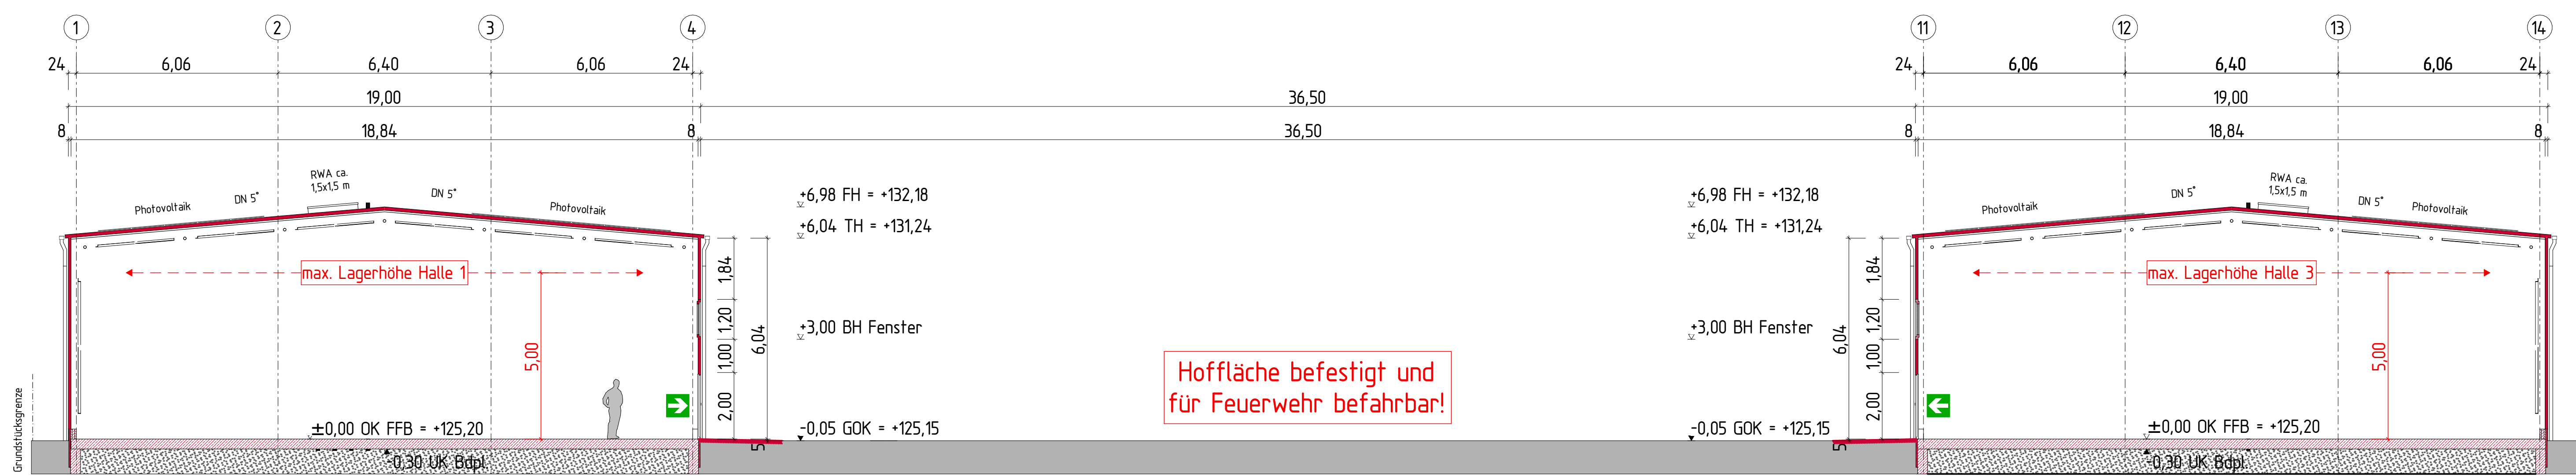 1 2 3 4 11 12 13 14
24 6,06 6,40 6,06 24 24 6,06 6,40 6,06 24
19,00 36,50 19,00
8 18,84 8 36,50 8 18,84 8
RWA ca.
1,5x1,5 m
DN 5°
DN 5°
Photovoltaik
Photovoltaik
+6,98 FH = +132,18
+6,04 TH = +131,24
+6,98 FH = +132,18
+6,04 TH = +131,24
RWA ca.
1,5x1,5 m
DN 5°
DN 5°
Photovoltaik
Photovoltaik
max. Lagerhöhe Halle 1
5,00
1,84
1,20
1,00
2,00
6,04
5
+3,00 BH Fenster
+3,00 BH Fenster
Hoffläche befestigt und
für Feuerwehr befahrbar!
1,84
1,20
1,00
2,00
6,04
5
max. Lagerhöhe Halle 3
5,00
Grundstücksgrenze
±0,00 OK FFB = +125,20
-0,05 GOK = +125,15
-0,05 GOK = +125,15
±0,00 OK FFB = +125,20
-0,30 UK Bdpl.
-0,30 UK Bdpl.